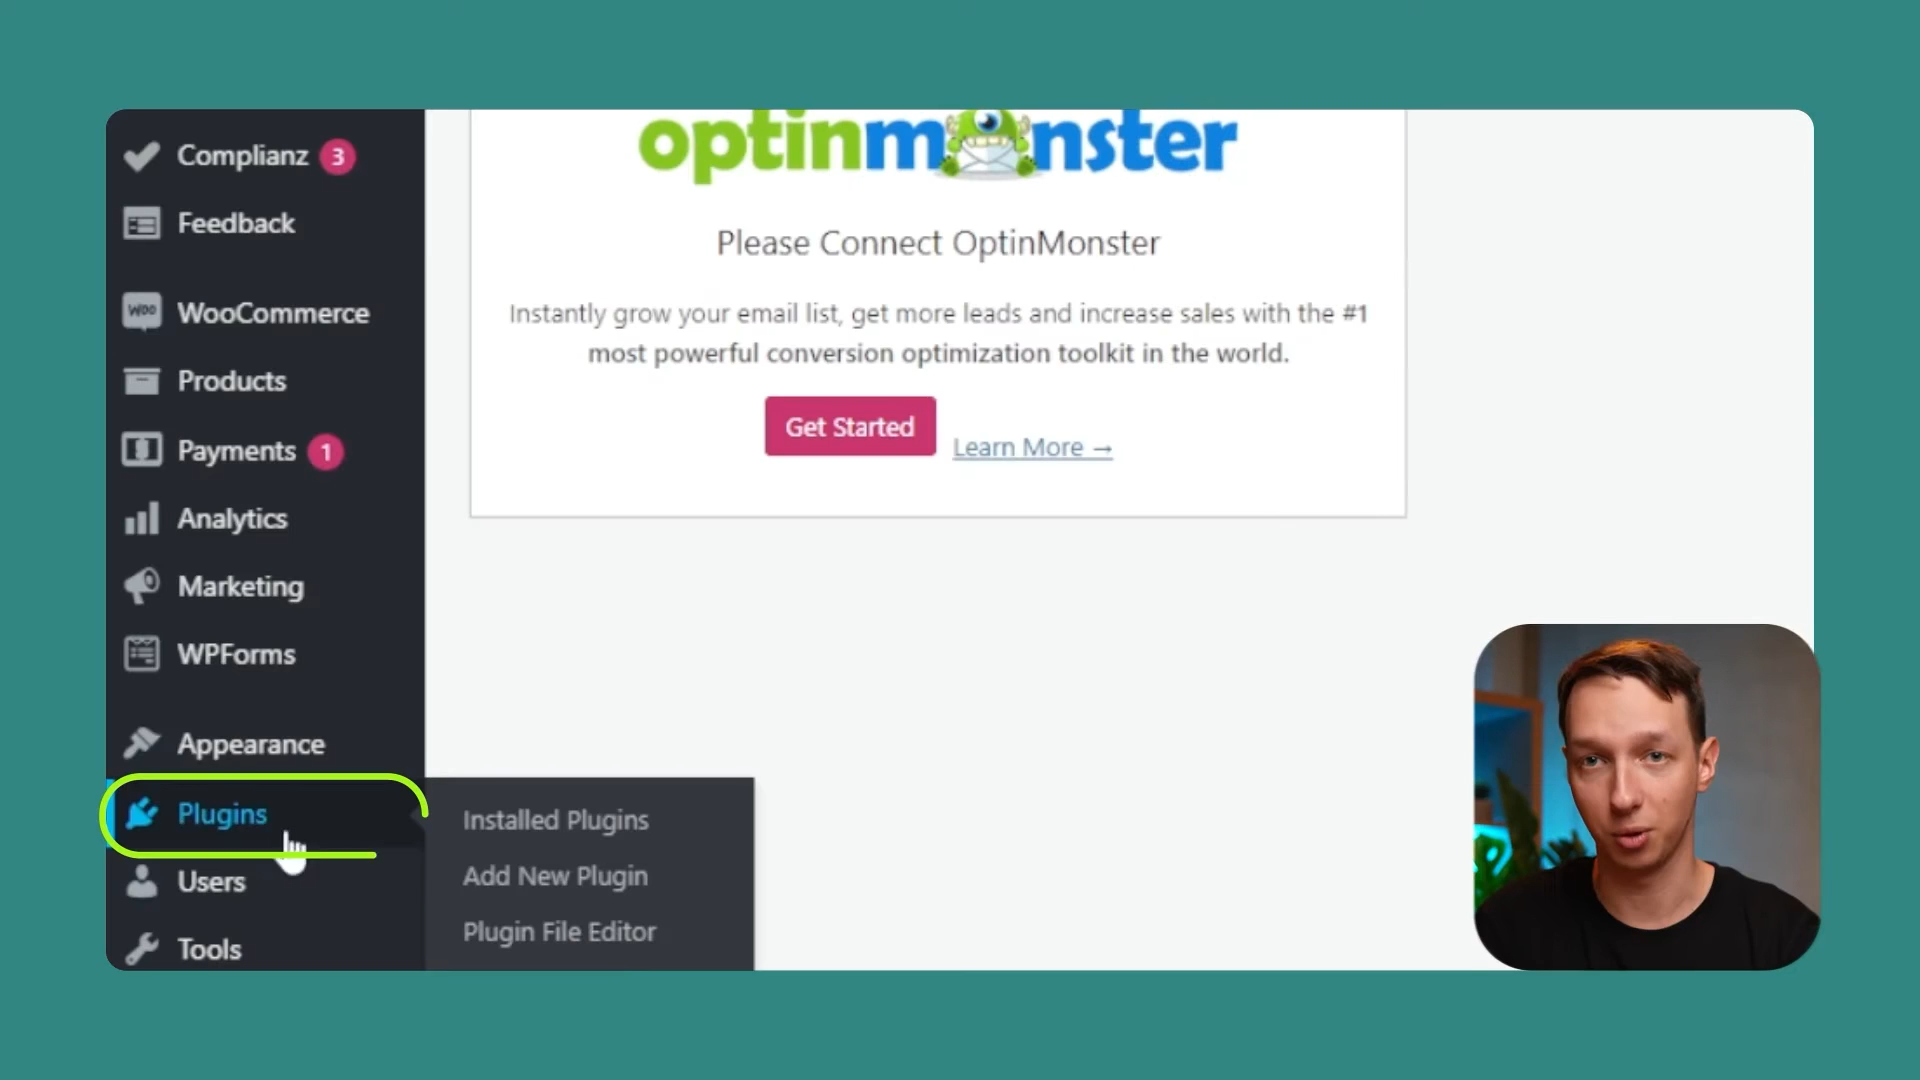 Complianz 3
Feedback
WOO WooCommerce
Products
Payments 1
Analytics
Marketing
WPForms
Appearance
Plugins
Users
Tools
Installed Plugins
Add New Plugin
Plugin File Editor
optinmonster
Please Connect OptinMonster
Instantly grow your email list, get more leads and increase sales with the #1
most powerful conversion optimization toolkit in the world.
Get Started
Learn More →